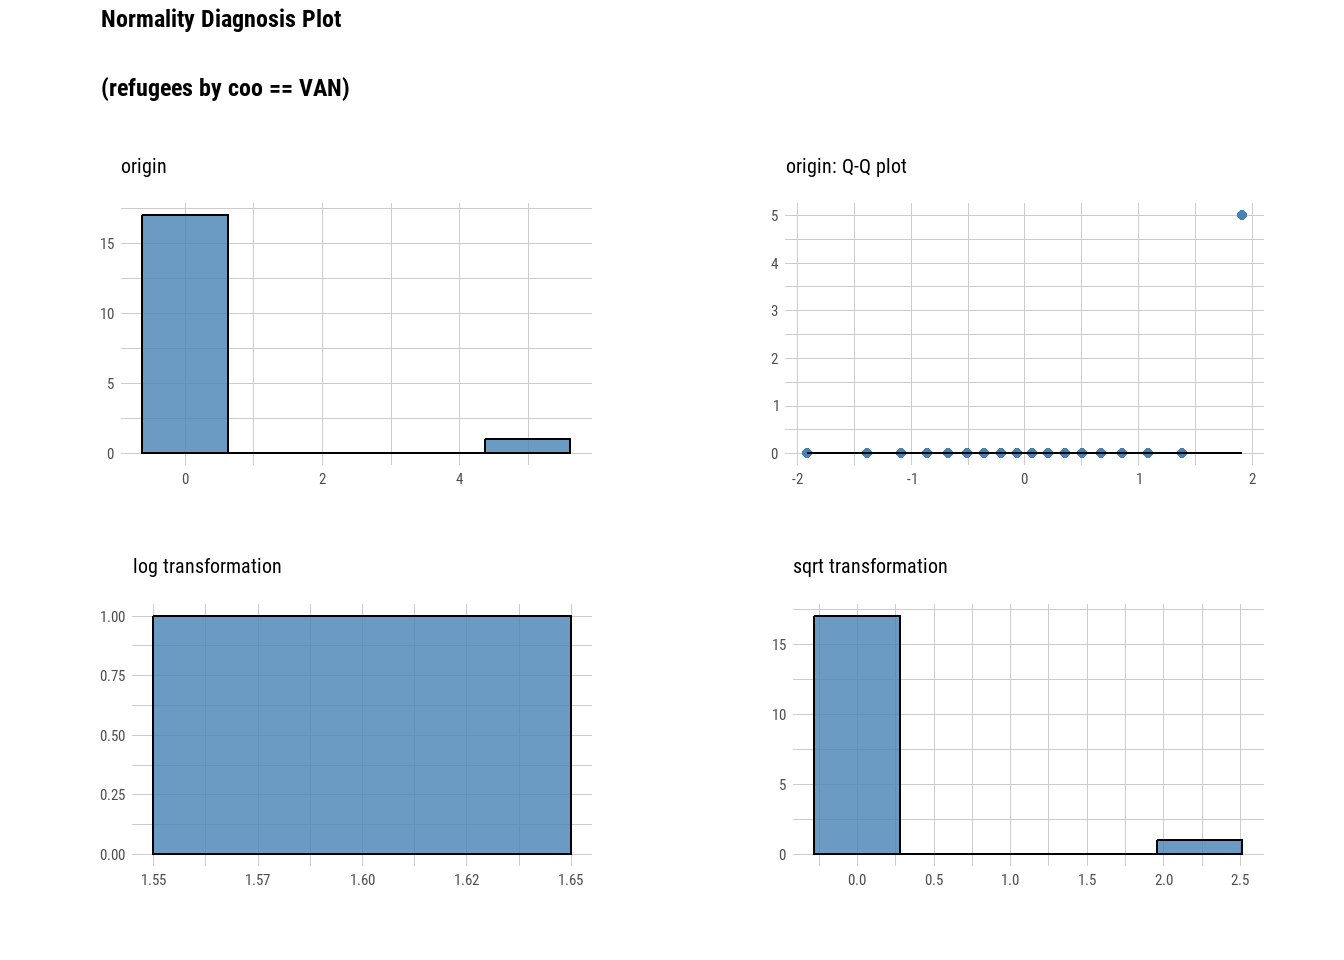 Normality Diagnosis Plot
(refugees by coo == VAN)
origin
15
10
5
0
0 2 4
origin: Q-Q plot
5
4
3
2
1
0
-2 -1 0 1 2
log transformation
1.00
0.75
0.50
0.25
0.00
1.55 1.57 1.60 1.62 1.65
sqrt transformation
15
10
5
0
0.0 0.5 1.0 1.5 2.0 2.5